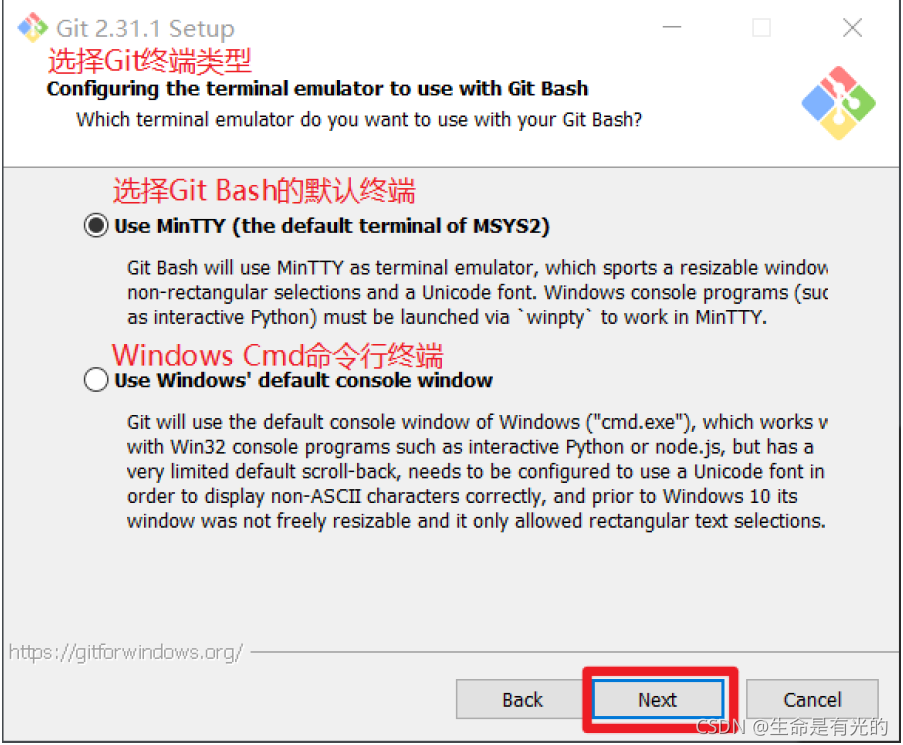 Git 2.31.1 Setup
选择Git终端类型
Configuring the terminal emulator to use with Git Bash
Which terminal emulator do you want to use with your Git Bash?
选择Git Bash的默认终端
Use MinTTY (the default terminal of MSYS2)
Git Bash will use MinTTY as terminal emulator, which sports a resizable window
non-rectangular selections and a Unicode font. Windows console programs (suc
as interactive Python) must be launched via `winpty` to work in MinTTY.
Windows Cmd命令行终端
Use Windows' default console window
Git will use the default console window of Windows ("cmd.exe"), which works w
with Win32 console programs such as interactive Python or node.js, but has a
very limited default scroll-back, needs to be configured to use a Unicode font in
order to display non-ASCII characters correctly, and prior to Windows 10 its
window was not freely resizable and it only allowed rectangular text selections.
https://gitforwindows.org/
Back Next Cancel
CSDN @生命是有光的